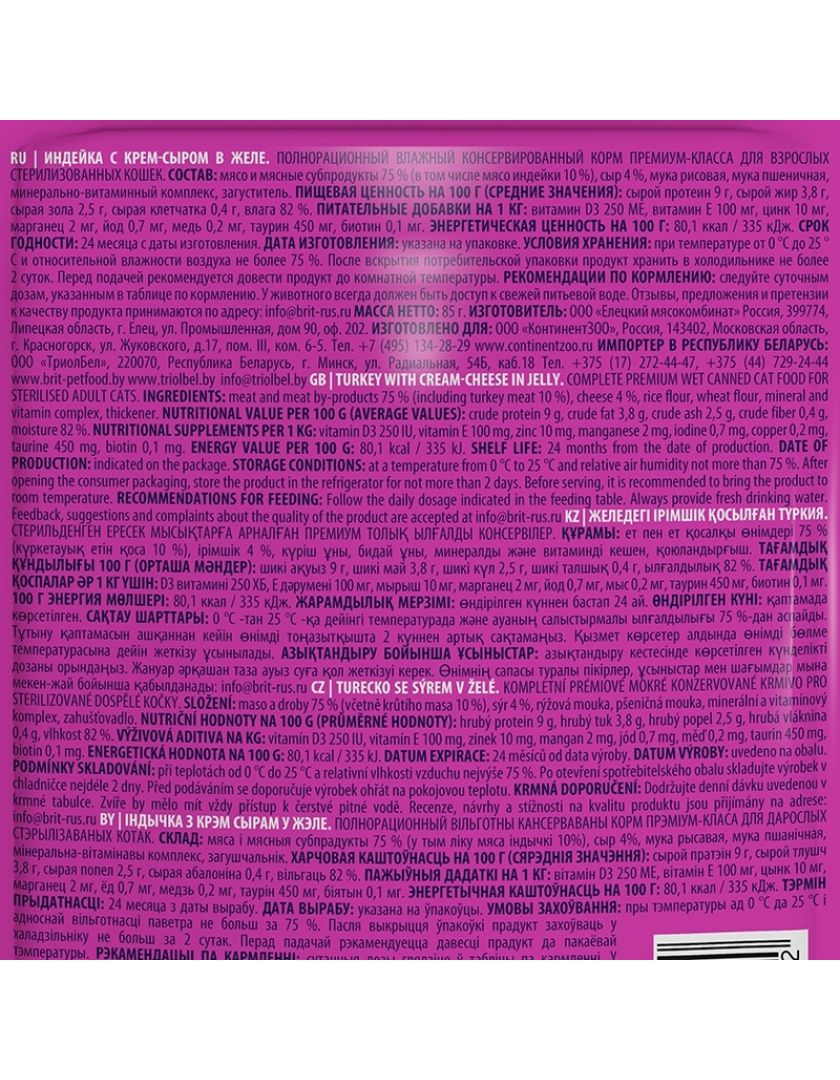 RU | ИНДЕЙКА С КРЕМ-СЫРОМ В ЖЕЛЕ. ПОЛНОРАЦИОННЫЙ ВЛАЖНЫЙ КОНСЕРВИРОВАННЫЙ КОРМ ПРЕМИУМ-КЛАССА ДЛЯ ВЗРОСЛЫХ
СТЕРИЛИЗОВАННЫХ КОШЕК. СОСТАВ: мясо и мясные субпродукты 75 % (в том числе мясо индейки 10 %), сыр 4 %, мука рисовая, мука пшеничная,
минерально-витаминный комплекс, загуститель. ПИЩЕВАЯ ЦЕННОСТЬ НА 100 Г (СРЕДНИЕ ЗНАЧЕНИЯ): сырой протеин 9 г, сырой жир 3,8 г,
сырая зола 2,5 г, сырая клетчатка 0,4 г, влага 82 %. ПИТАТЕЛЬНЫЕ ДОБАВКИ НА 1 КГ: витамин D3 250 МЕ, витамин Е 100 мг, цинк 10 мг,
марганец 2 мг, йод 0,7 мг, медь 0,2 мг, таурин 450 мг, биотин 0,1 мг. ЭНЕРГЕТИЧЕСКАЯ ЦЕННОСТЬ НА 100 Г: 80,1 ккал / 335 кДж. СРОК
ГОДНОСТИ: 24 месяца с даты изготовления. ДАТА ИЗГОТОВЛЕНИЯ: указана на упаковке. УСЛОВИЯ ХРАНЕНИЯ: при температуре от 0 °С до 25 °
С и относительной влажности воздуха не более 75 %. После вскрытия потребительской упаковки продукт хранить в холодильнике не более
2 суток. Перед подачей рекомендуется довести продукт до комнатной температуры. РЕКОМЕНДАЦИИ ПО КОРМЛЕНИЮ: следуйте суточным
дозам, указанным в таблице по кормлению. У животного всегда должен быть доступ к свежей питьевой воде. Отзывы, предложения и претензии
к качеству продукта принимаются по адресу: info@brit-rus.ru МАССА НЕТТО: 85 г. ИЗГОТОВИТЕЛЬ: ООО «Елецкий мясокомбинат» Россия, 399774,
Липецкая область, г. Елец, ул. Промышленная, дом 90, оф. 202. ИЗГОТОВЛЕНО ДЛЯ: ООО «КонтинентЗОО», Россия, 143402, Московская область,
г. Красногорск, ул. Жуковского, д.17, пом. III, ком. 6-5. Тел. +7 (495) 134-28-29 www.continentzoo.ru ИМПОРТЕР В РЕСПУБЛИКУ БЕЛАРУСЬ:
ООО «ТриолБел», 220070, Республика Беларусь, г. Минск, ул. Радиальная, 54Б, каб.18 Тел. +375 (17) 272-44-47, +375 (44) 729-24-44
www.brit-petfood.by www.triolbel.by info@triolbel.by GB | TURKEY WITH CREAM-CHEESE IN JELLY. COMPLETE PREMIUM WET CANNED CAT FOOD FOR
STERILISED ADULT CATS. INGREDIENTS: meat and meat by-products 75 % (including turkey meat 10 %), cheese 4 %, rice flour, wheat flour, mineral and
vitamin complex, thickener. NUTRITIONAL VALUE PER 100 G (AVERAGE VALUES): crude protein 9 g, crude fat 3,8 g, crude ash 2,5 g, crude fiber 0,4 g,
moisture 82 %. NUTRITIONAL SUPPLEMENTS PER 1 KG: vitamin D3 250 IU, vitamin E 100 mg, zinc 10 mg, manganese 2 mg, iodine 0,7 mg, copper 0,2 mg,
taurine 450 mg, biotin 0,1 mg. ENERGY VALUE PER 100 G: 80,1 kcal / 335 kJ. SHELF LIFE: 24 months from the date of production. DATE OF
PRODUCTION: indicated on the package. STORAGE CONDITIONS: at a temperature from 0 °C to 25 °C and relative air humidity not more than 75 %. After
opening the consumer packaging, store the product in the refrigerator for not more than 2 days. Before serving, it is recommended to bring the product to
room temperature. RECOMMENDATIONS FOR FEEDING: Follow the daily dosage indicated in the feeding table. Always provide fresh drinking water.
Feedback, suggestions and complaints about the quality of the product are accepted at info@brit-rus.ru KZ | ЖЕЛЕДЕГІ ІРІМШІК ҚОСЫЛҒАН ТҮРКИЯ.
СТЕРИЛЬДЕНГЕН ЕРЕСЕК МЫСЫҚТАРҒА АРНАЛҒАН ПРЕМИУМ ТОЛЫҚ ЫЛҒАЛДЫ КОНСЕРВІЛЕР. ҚҰРАМЫ: ет пен ет қосалқы өнімдері 75 %
(күркетауық етін қоса 10 %), ірімшік 4 %, күріш ұны, бидай ұны, минералды және витаминді кешен, қоюландырғыш. ТАҒАМДЫҚ
ҚҰНДЫЛЫҒЫ 100 Г (ОРТАША МӘНДЕР): шикі ақуыз 9 г, шикі май 3,8 г, шикі күл 2,5 г, шикі талшық 0,4 г, ылғалдылық 82 %. ТАҒАМДЫҚ
ҚОСПАЛАР ӘР 1 КГ ҮШІН: D3 витамині 250 ХБ, Е дәрумені 100 мг, мырыш 10 мг, марганец 2 мг, йод 0,7 мг, мыс 0,2 мг, таурин 450 мг, биотин 0,1 мг.
100 Г ЭНЕРГИЯ МӨЛШЕРІ: 80,1 ккал / 335 кДж. ЖАРАМДЫЛЫҚ МЕРЗІМІ: өндірілген күннен бастап 24 ай. ӨНДІРІЛГЕН КҮНІ: қаптамада
көрсетілген. САҚТАУ ШАРТТАРЫ: 0 °С -тан 25 °С -қа дейінгі температурада және ауаның салыстырмалы ылғалдылығы 75 %-дан аспайды.
Тұтыну қаптамасын ашқаннан кейін өнімді тоңазытқышта 2 күннен артық сақтамаңыз. Қызмет көрсетер алдында өнімді бөлме
температурасына дейін жеткізу ұсынылады. АЗЫҚТАНДЫРУ БОЙЫНША ҰСЫНЫСТАР: азықтандыру кестесінде көрсетілген күнделікті
дозаны орындаңыз. Жануар әрқашан таза ауыз суға қол жеткізуі керек. Өнімнің сапасы туралы пікірлер, ұсыныстар мен шағымдар мына
мекен-жай бойынша қабылданады: info@brit-rus.ru CZ | TURECKO SE SÝREM V ŽELÉ. KOMPLETNÍ PRÉMIOVÉ MOKRÉ KONZERVOVANÉ KRMIVO PRO
STERILIZOVANÉ DOSPĚLÉ KOČKY. SLOŽENÍ: maso a droby 75 % (včetně krůtího masa 10 %), sýr 4 %, rýžová mouka, pšeničná mouka, minerální a vitamínový
komplex, zahušťovadlo. NUTRIČNÍ HODNOTY NA 100 G (PRŮMĚRNÉ HODNOTY): hrubý protein 9 g, hrubý tuk 3,8 g, hrubý popel 2,5 g, hrubá vláknina
0,4 g, vlhkost 82 %. VÝŽIVOVÁ ADITIVA NA KG: vitamín D3 250 IU, vitamín E 100 mg, zinek 10 mg, mangan 2 mg, jód 0,7 mg, měď 0,2 mg, taurin 450 mg,
biotin 0,1 mg. ENERGETICKÁ HODNOTA NA 100 G: 80,1 kcal / 335 kJ. DATUM EXPIRACE: 24 měsíců od data výroby. DATUM VÝROBY: uvedeno na obalu.
PODMÍNKY SKLADOVÁNÍ: při teplotách od 0 °C do 25 °C a relativní vlhkosti vzduchu nejvýše 75 %. Po otevření spotřebitelského obalu skladujte výrobek v
chladničce nejdéle 2 dny. Před podáváním se doporučuje výrobek ohřát na pokojovou teplotu. KRMNÁ DOPORUČENÍ: Dodržujte denní dávku uvedenou v
krmné tabulce. Zvíře by mělo mít vždy přístup k čerstvé pitné vodě. Recenze, návrhy a stížnosti na kvalitu produktu jsou přijímány na adrese:
info@brit-rus.ru BY | ІНДЫЧКА З КРЭМ СЫРАМ У ЖЭЛЕ. ПОЛНОРАЦИОННЫЙ ВІЛЬГОТНЫ КАНСЕРВАВАНЫ КОРМ ПРЭМІУМ-КЛАСА ДЛЯ ДАРОСЛЫХ
СТЭРЫЛІЗАВАНЫХ КОТАК. СКЛАД: мяса і мясныя субпрадукты 75 % (у тым ліку мяса індычкі 10%), сыр 4%, мука рысавая, мука пшанічная,
мінеральна-вітамінавы комплекс, загушчальнік. ХАРЧОВАЯ КАШТОЎНАСЦЬ НА 100 Г (СЯРЭДНІЯ ЗНАЧЭННІ): сырой пратэін 9 г, сырой тлушч
3,8 г, сырая попел 2,5 г, сырая абалоніна 0,4 г, вільгаць 82 %. ПАЖЫЎНЫЯ ДАДАТКІ НА 1 КГ: вітамін D3 250 МЕ, вітамін Е 100 мг, цынк 10 мг,
марганец 2 мг, ёд 0,7 мг, медзь 0,2 мг, таурин 450 мг, біятын 0,1 мг. ЭНЕРГЕТЫЧНАЯ КАШТОЎНАСЦЬ НА 100 Г: 80,1 ккал / 335 кДж. ТЭРМІН
ПРЫДАТНАСЦІ: 24 месяца з даты вырабу. ДАТА ВЫРАБУ: указана на ўпакоўцы. УМОВЫ ЗАХОЎВАННЯ: пры тэмпературы ад 0 °С да 25 °С і
адноснай вільготнасці паветра не больш за 75 %. Пасля выкрыцця ўпакоўкі прадукт захоўваць у
халадзільніку не больш за 2 сутак. Перад падачай рэкамендуецца давесці прадукт да пакаёвай
тэмпературы. РЭКАМЕНДАЦЫІ ПА КАРМЛЕННІ: сутачныя дозы глядзіце ў табліцы па кармленні. У
2